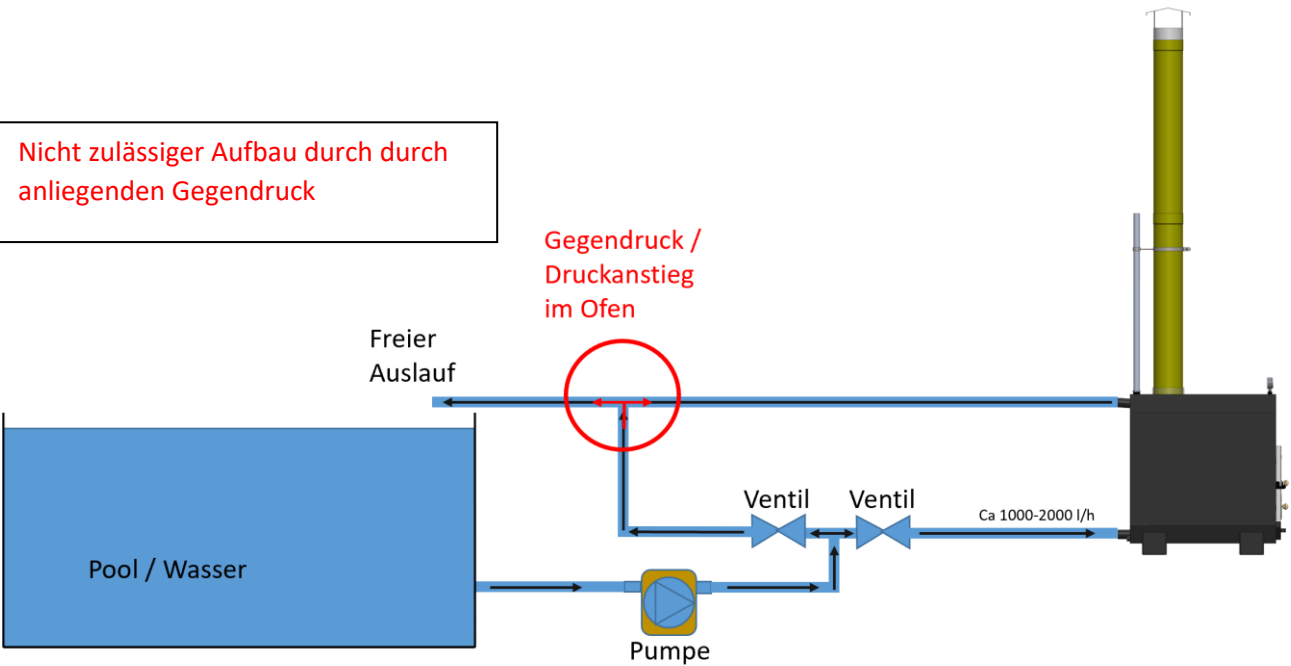 Nicht zulässiger Aufbau durch durch
anliegenden Gegendruck
Gegendruck /
Druckanstieg
im Ofen
Freier
Auslauf
Ventil
Ventil
Ca 1000-2000 l/h
Pool / Wasser
Pumpe